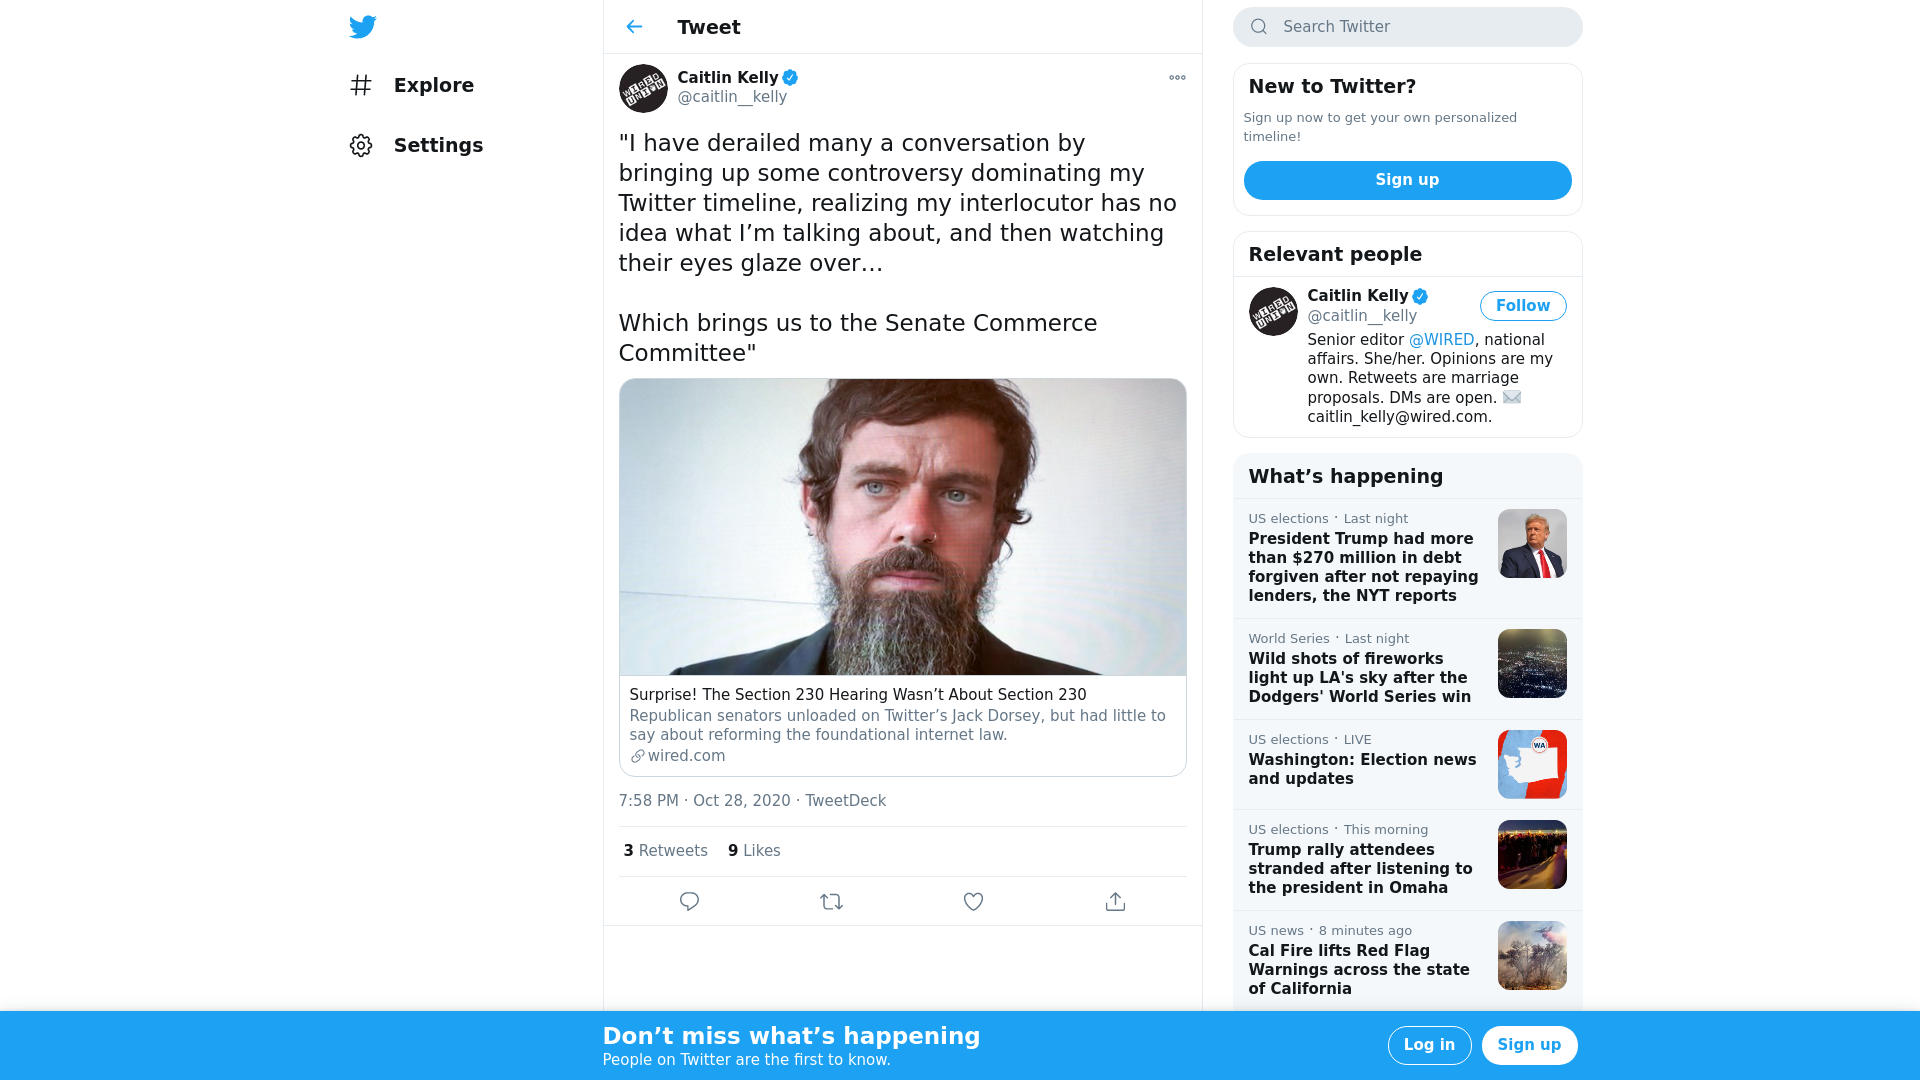 Explore
Settings
Tweet
Caitlin Kelly
@caitlin__kelly
"I have derailed many a conversation by
bringing up some controversy dominating my
Twitter timeline, realizing my interlocutor has no
idea what I’m talking about, and then watching
their eyes glaze over…
Which brings us to the Senate Commerce
Committee"
Surprise! The Section 230 Hearing Wasn’t About Section 230
Republican senators unloaded on Twitter’s Jack Dorsey, but had little to
say about reforming the foundational internet law.
wired.com
7:58 PM · Oct 28, 2020 · TweetDeck
3 Retweets 9 Likes
Search Twitter
New to Twitter?
Sign up now to get your own personalized
timeline!
Sign up
Relevant people
WIRED
UNION
Caitlin Kelly
@caitlin__kelly
Follow
Senior editor @WIRED, national
affairs. She/her. Opinions are my
own. Retweets are marriage
proposals. DMs are open.
caitlin_kelly@wired.com.
What’s happening
US elections · Last night
President Trump had more
than $270 million in debt
forgiven after not repaying
lenders, the NYT reports
World Series · Last night
Wild shots of fireworks
light up LA's sky after the
Dodgers' World Series win
US elections · LIVE
Washington: Election news
and updates
WA
US elections · This morning
Trump rally attendees
stranded after listening to
the president in Omaha
US news · 8 minutes ago
Cal Fire lifts Red Flag
Warnings across the state
of California
Don’t miss what’s happening
People on Twitter are the first to know.
Log in
Sign up